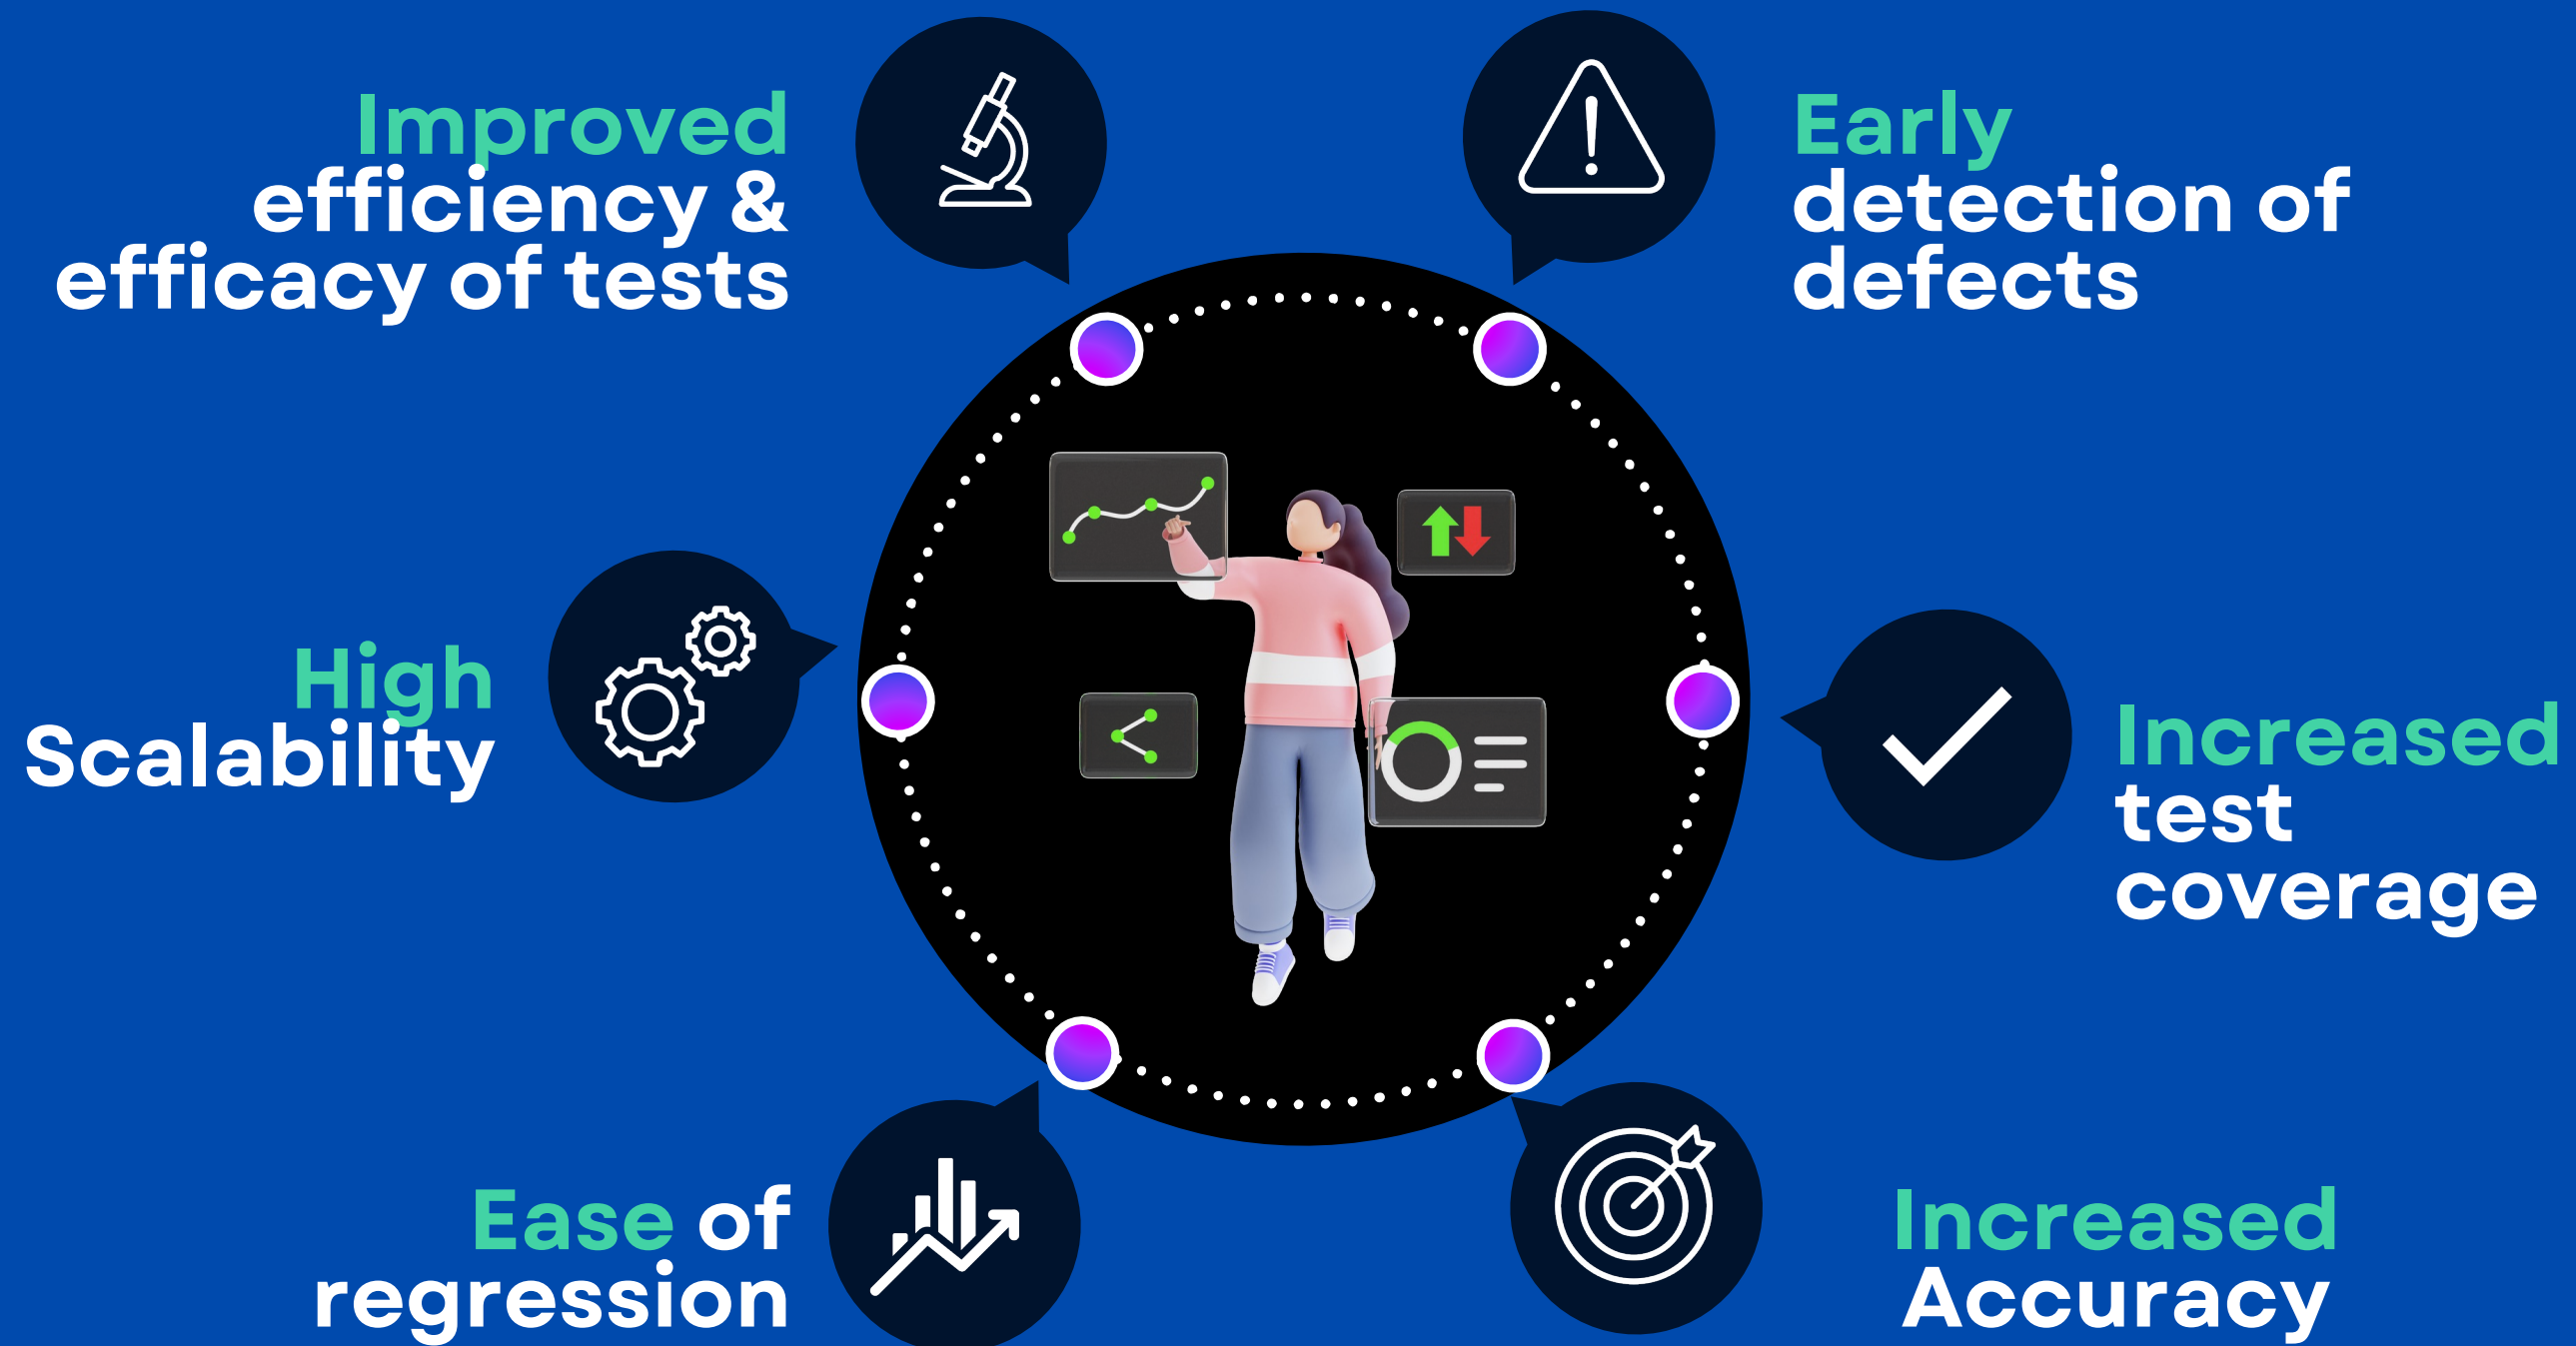 Improved
efficiency &
efficacy of tests
Early
detection of
defects
High
Scalability
Increased
test
coverage
Ease of
regression
Increased
Accuracy